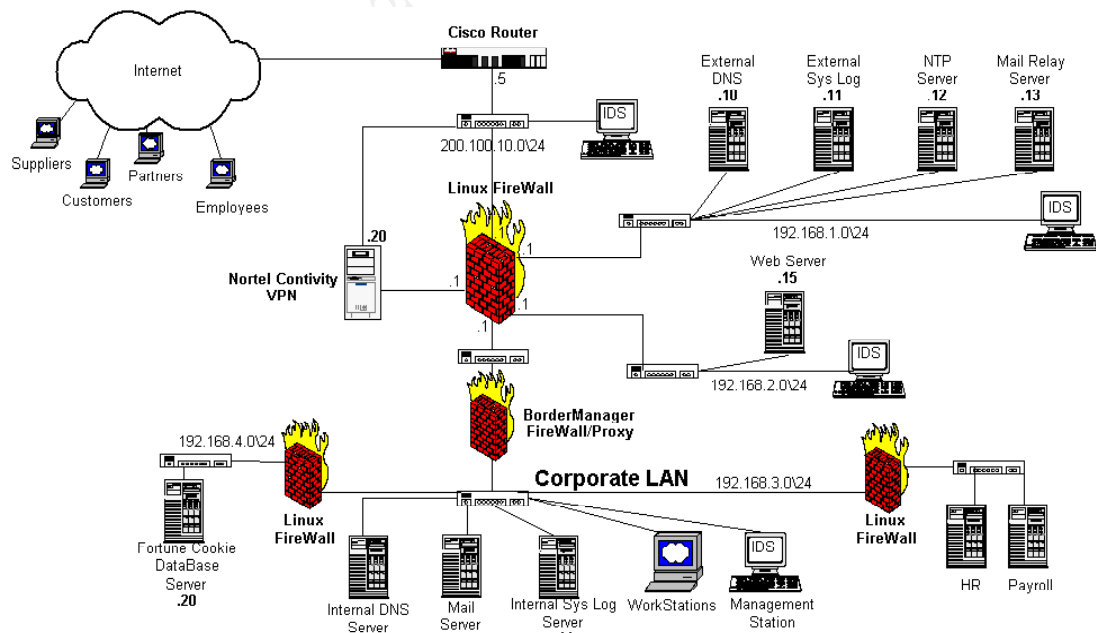 Cisco Router
.5
Internet
Suppliers
Customers
Partners
Employees
IDS
200.100.10.0\24
Linux FireWall
External
DNS
.10
External
Sys Log
.11
NTP
Server
.12
Mail Relay
Server
.13
IDS
192.168.1.0\24
.20
Nortel Contivity
VPN
.1
.1
.1
.1
.1
Web Server
.15
IDS
192.168.2.0\24
BorderManager
FireWall/Proxy
192.168.4.0\24
Linux
FireWall
Fortune Cookie
DataBase
Server
.20
Corporate LAN
192.168.3.0\24
Linux
FireWall
HR
Payroll
Internal DNS
Server
Mail
Server
Internal Sys Log
Server
WorkStations
IDS
Management
Station